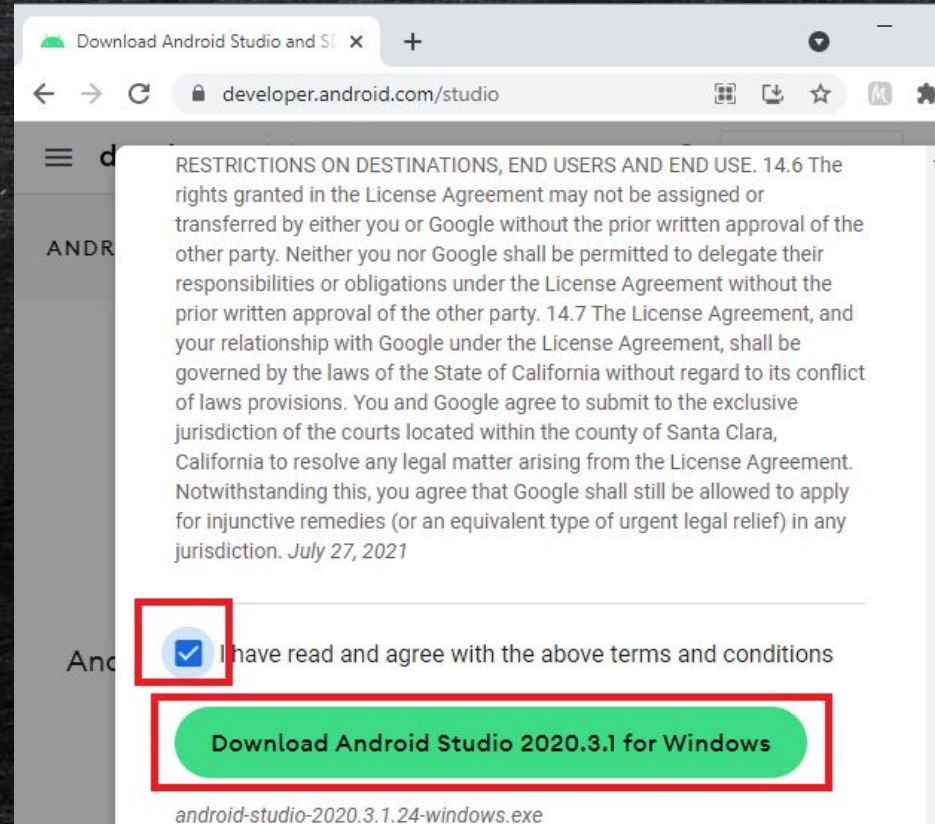 Download Android Studio and S
developer.android.com/studio
M
d
ANDR
RESTRICTIONS ON DESTINATIONS, END USERS AND END USE. 14.6 The
rights granted in the License Agreement may not be assigned or
transferred by either you or Google without the prior written approval of the
other party. Neither you nor Google shall be permitted to delegate their
responsibilities or obligations under the License Agreement without the
prior written approval of the other party. 14.7 The License Agreement, and
your relationship with Google under the License Agreement, shall be
governed by the laws of the State of California without regard to its conflict
of laws provisions. You and Google agree to submit to the exclusive
jurisdiction of the courts located within the county of Santa Clara,
California to resolve any legal matter arising from the License Agreement.
Notwithstanding this, you agree that Google shall still be allowed to apply
for injunctive remedies (or an equivalent type of urgent legal relief) in any
jurisdiction. July 27, 2021
And
I have read and agree with the above terms and conditions
Download Android Studio 2020.3.1 for Windows
android-studio-2020.3.1.24-windows.exe